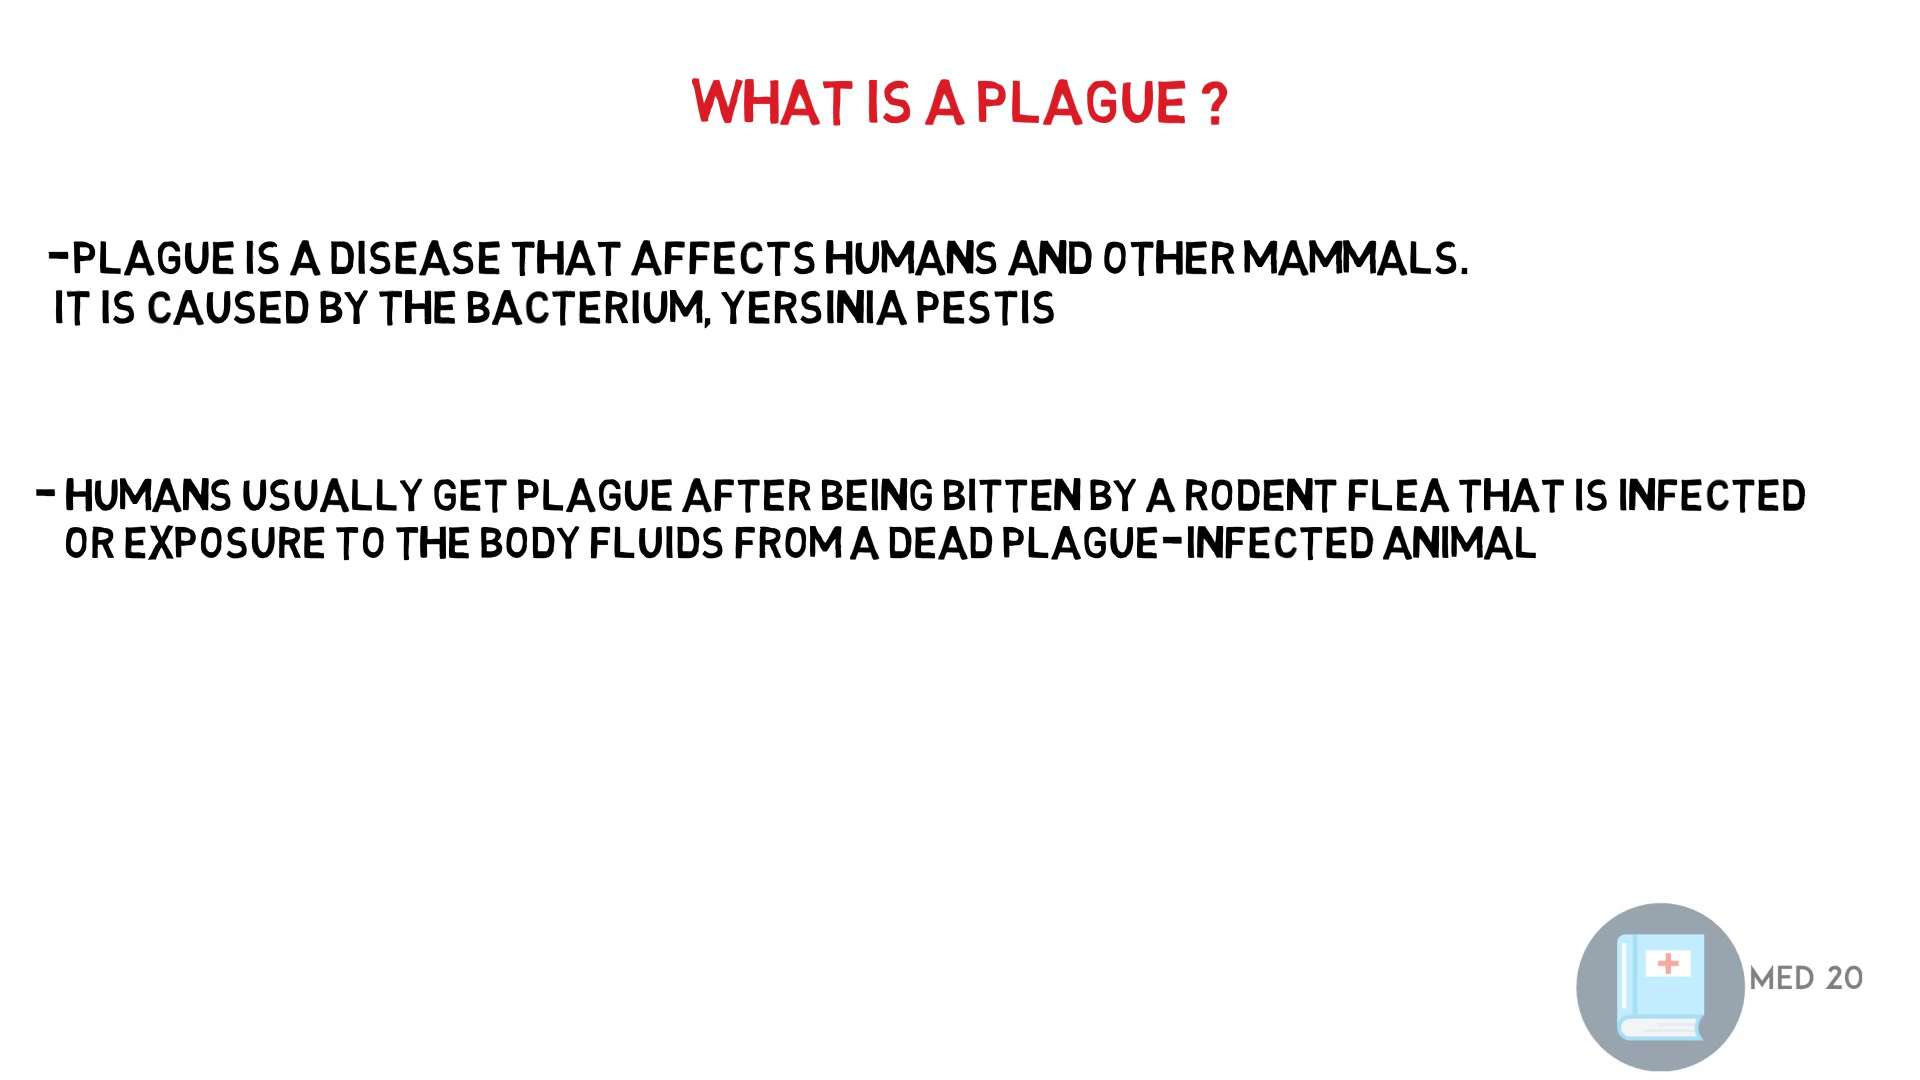 WHAT IS A PLAGUE ?
-PLAGUE IS A DISEASE THAT AFFECTS HUMANS AND OTHER MAMMALS.
IT IS CAUSED BY THE BACTERIUM, YERSINIA PESTIS
- HUMANS USUALLY GET PLAGUE AFTER BEING BITTEN BY A RODENT FLEA THAT IS INFECTED
OR EXPOSURE TO THE BODY FLUIDS FROM A DEAD PLAGUE-INFECTED ANIMAL
MED 20